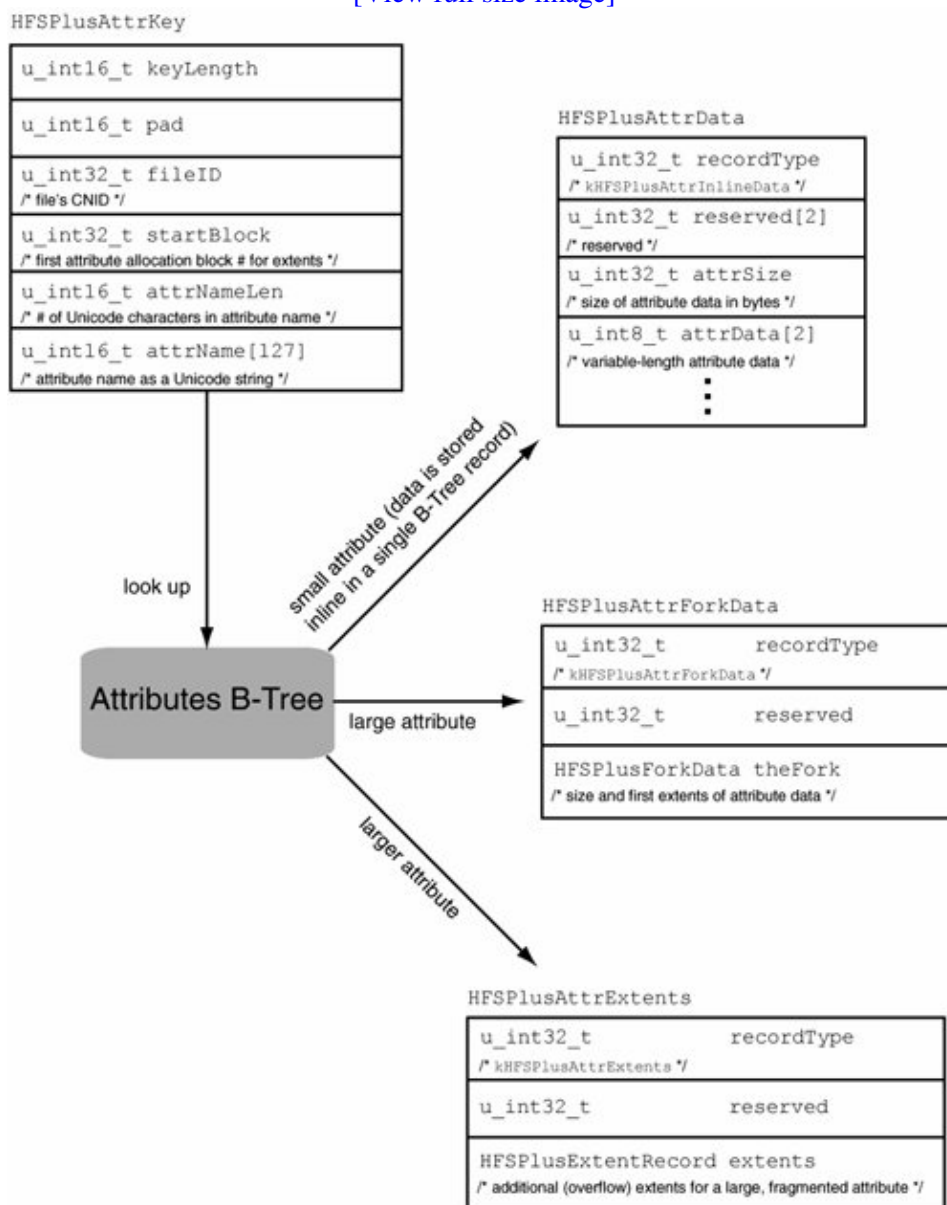 [View full size image]
HFSPlusAttrKey
u_int16_t keyLength
u_int16_t pad
u_int32_t fileID
/* file's CNID */
u_int32_t startBlock
/* first attribute allocation block # for extents */
u_int16_t attrNameLen
/* # of Unicode characters in attribute name */
u_int16_t attrName[127]
/* attribute name as a Unicode string */
HFSPlusAttrData
u_int32_t recordType
/* kHFSPlusAttrInlineData */
u_int32_t reserved[2]
/* reserved */
u_int32_t attrSize
/* size of attribute data in bytes */
u_int8_t attrData[2]
/* variable-length attribute data */
look up
small attribute (data is stored
inline in a single B-Tree record)
Attributes B-Tree
large attribute
HFSPlusAttrForkData
u_int32_t recordType
/* kHFSPlusAttrForkData */
u_int32_t reserved
HFSPlusForkData theFork
/* size and first extents of attribute data */
larger attribute
HFSPlusAttrExtents
u_int32_t recordType
/* kHFSPlusAttrExtents */
u_int32_t reserved
HFSPlusExtentRecord extents
/* additional (overflow) extents for a large, fragmented attribute */